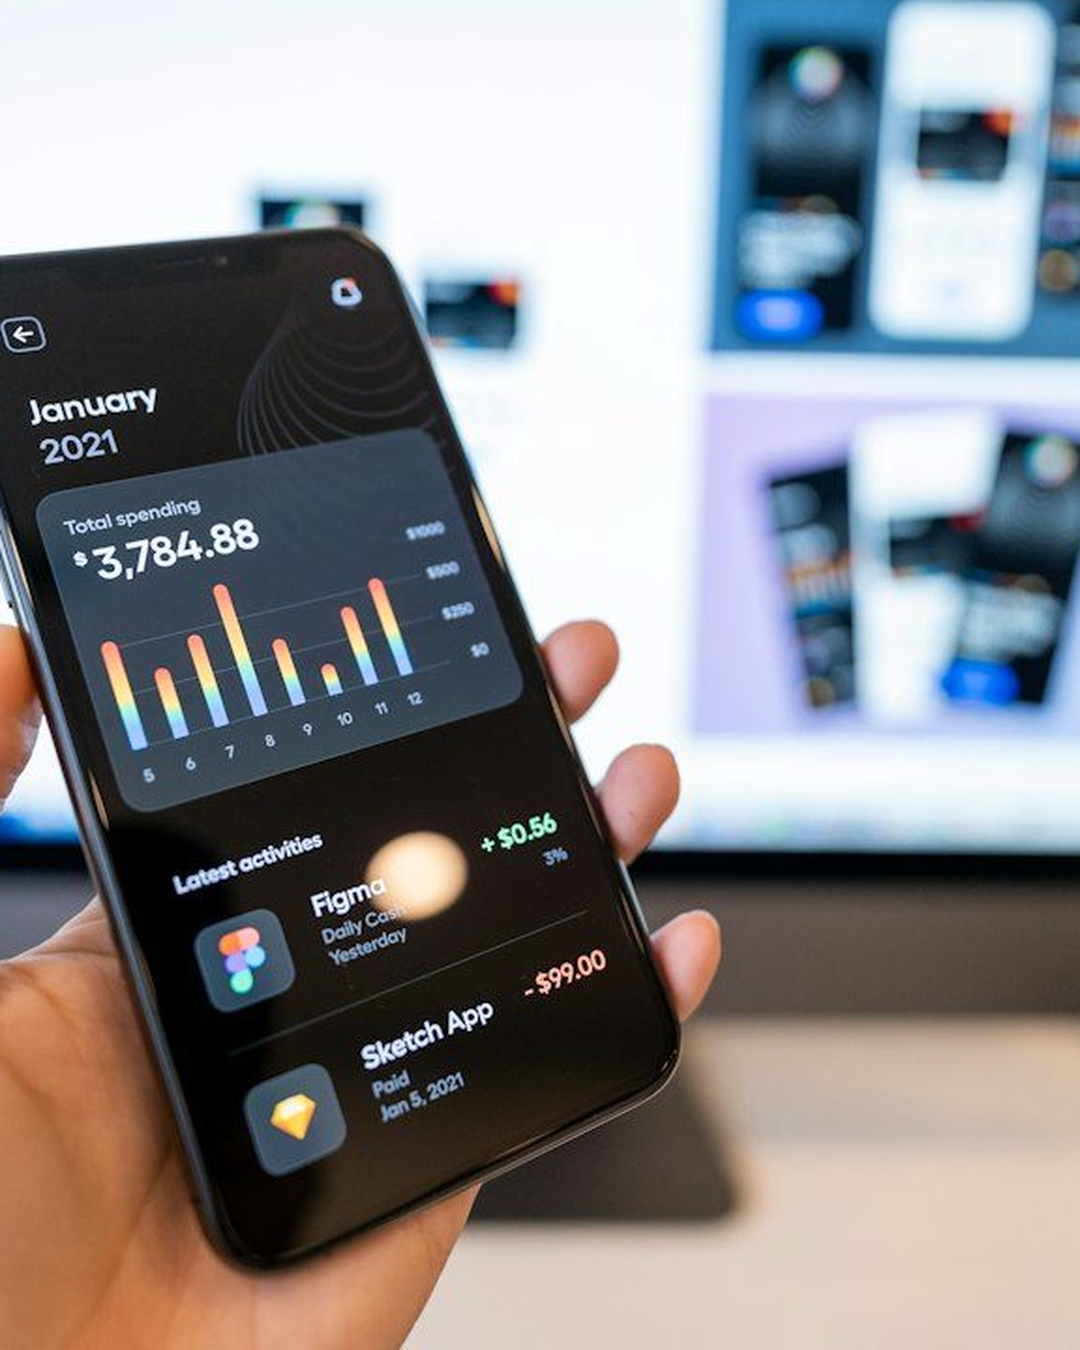 January
2021
Total spending
$3,784.88
$1000
$500
$250
$0
5 6 7 8 9 10 11 12
Latest activities
Figma
+ $0.56
Daily Cash
3%
Yesterday
Sketch App
- $99.00
Paid
Jan 5, 2021